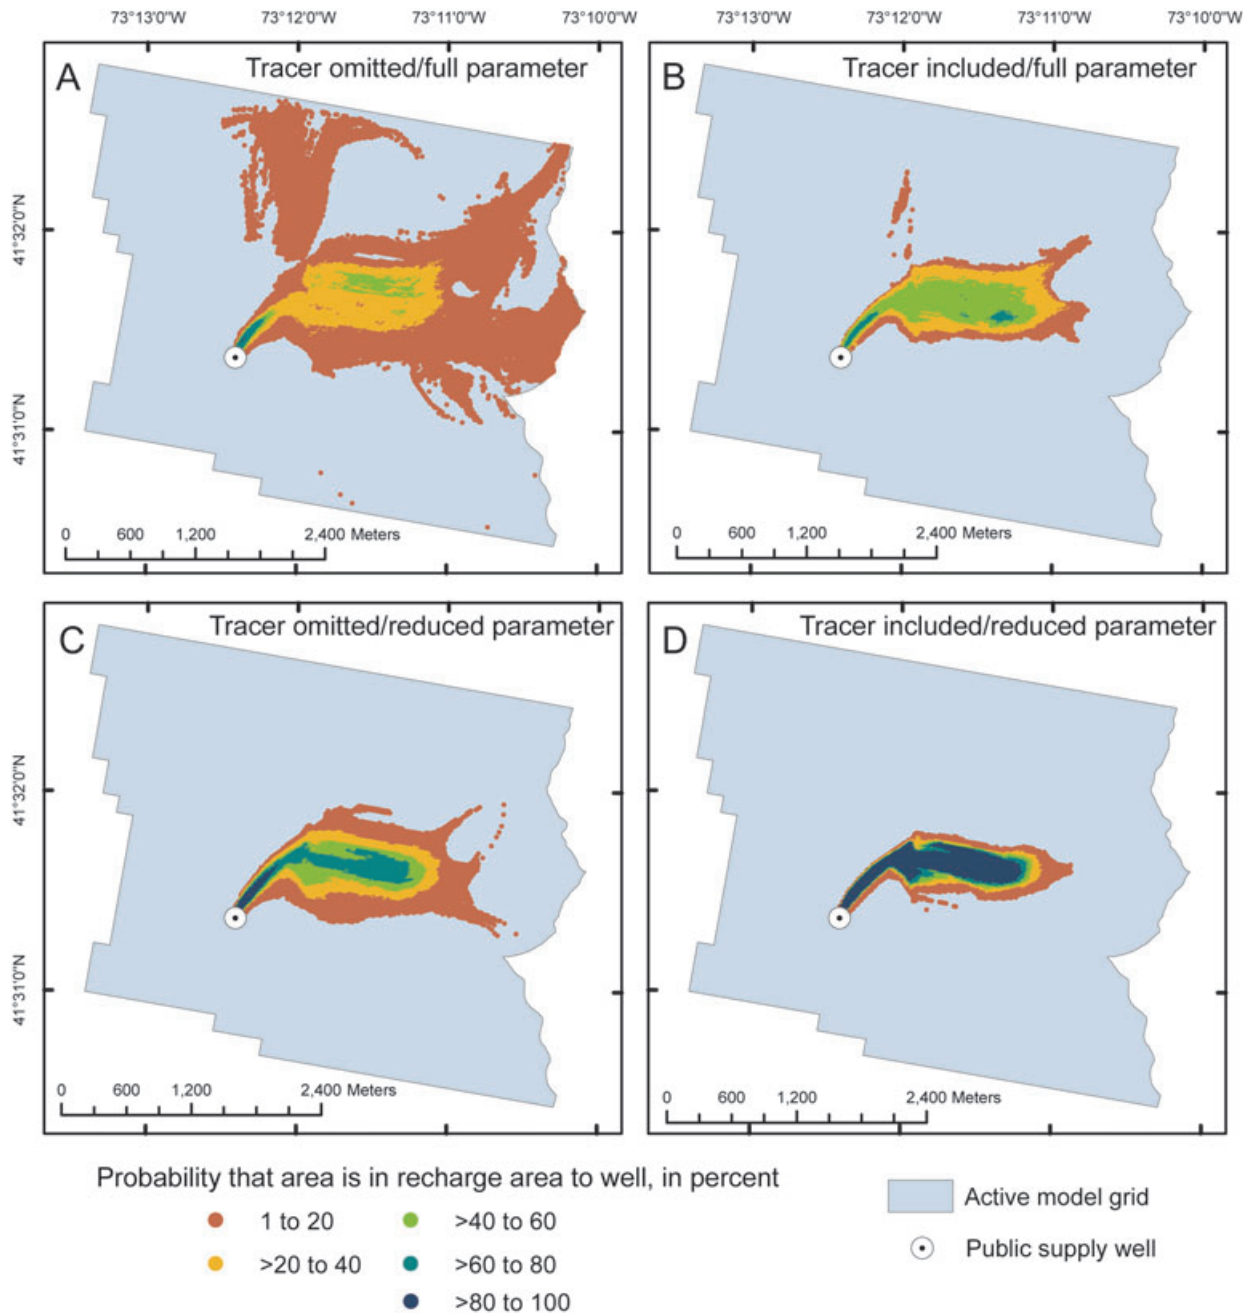 73°13'0"W 73°12'0"W 73°11'0"W 73°10'0"W 73°13'0"W 73°12'0"W 73°11'0"W 73°10'0"W
A Tracer omitted/full parameter
B Tracer included/full parameter
41°32'0"N
41°31'0"N
0 600 1,200 2,400 Meters
0 600 1,200 2,400 Meters
C Tracer omitted/reduced parameter
D Tracer included/reduced parameter
41°32'0"N
41°31'0"N
0 600 1,200 2,400 Meters
0 600 1,200 2,400 Meters
Probability that area is in recharge area to well, in percent
1 to 20
>20 to 40
>40 to 60
>60 to 80
>80 to 100
Active model grid
Public supply well